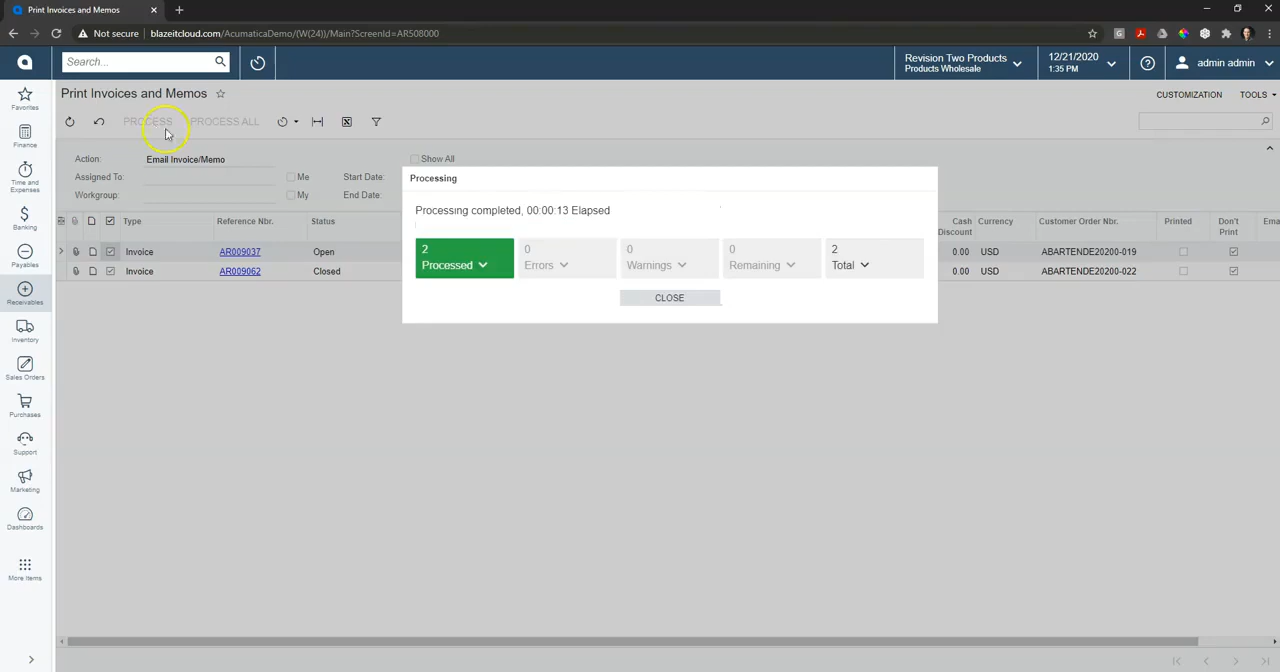 Print Invoices and Memos
Not secure blazeitcloud.com/AcumaticaDemo/(W(24))/Main?ScreenId=AR508000
Search...
Revision Two Products
Products Wholesale
12/21/2020
1:35 PM
admin admin
Favorites
Finance
Time and
Expenses
Banking
Payables
Receivables
Inventory
Sales Orders
Purchases
Support
Marketing
Dashboards
More Items
Print Invoices and Memos
CUSTOMIZATION
TOOLS
PROCESS
PROCESS ALL
Action: Email Invoice/Memo
Show All
Assigned To:
Me
Start Date:
Workgroup:
My
End Date:
Type Reference Nbr. Status Cash Discount Currency Customer Order Nbr. Printed Don't Print Ema
Invoice AR009037 Open 0.00 USD ABARTENDE20200-019
Invoice AR009062 Closed 0.00 USD ABARTENDE20200-022
Processing
Processing completed, 00:00:13 Elapsed
2 0 0 0 2
Processed Errors Warnings Remaining Total
CLOSE